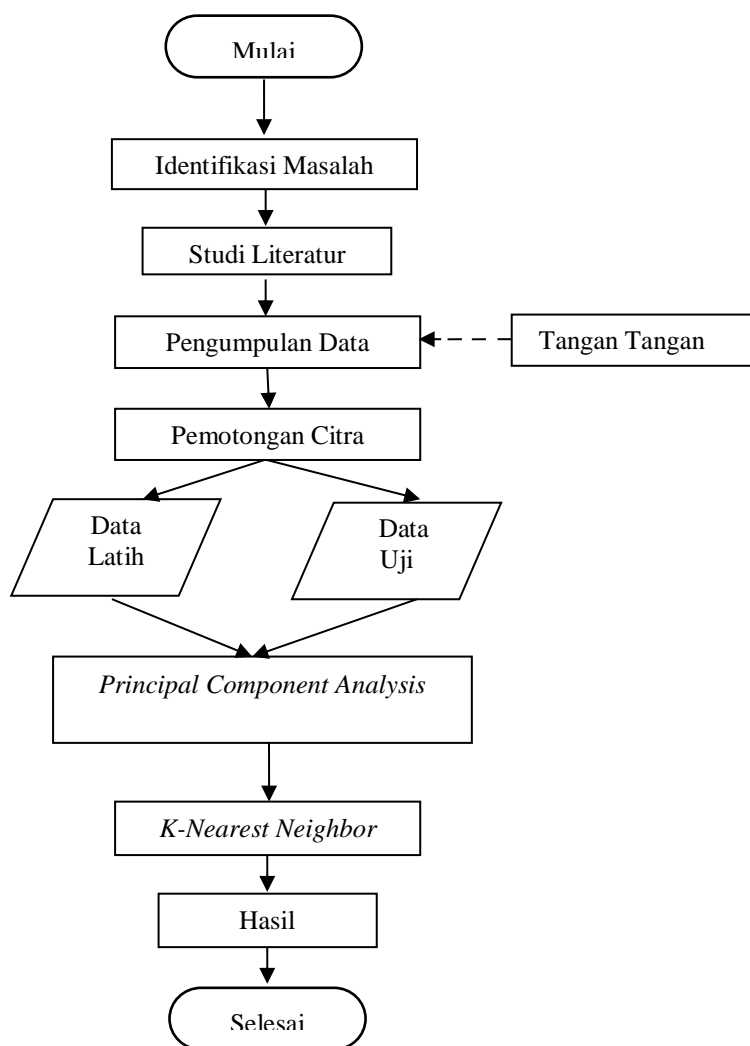 Mulai
Identifikasi Masalah
Studi Literatur
Pengumpulan Data
Tangan Tangan
Pemotongan Citra
Data
Latih
Data
Uji
Principal Component Analysis
K-Nearest Neighbor
Hasil
Selesai